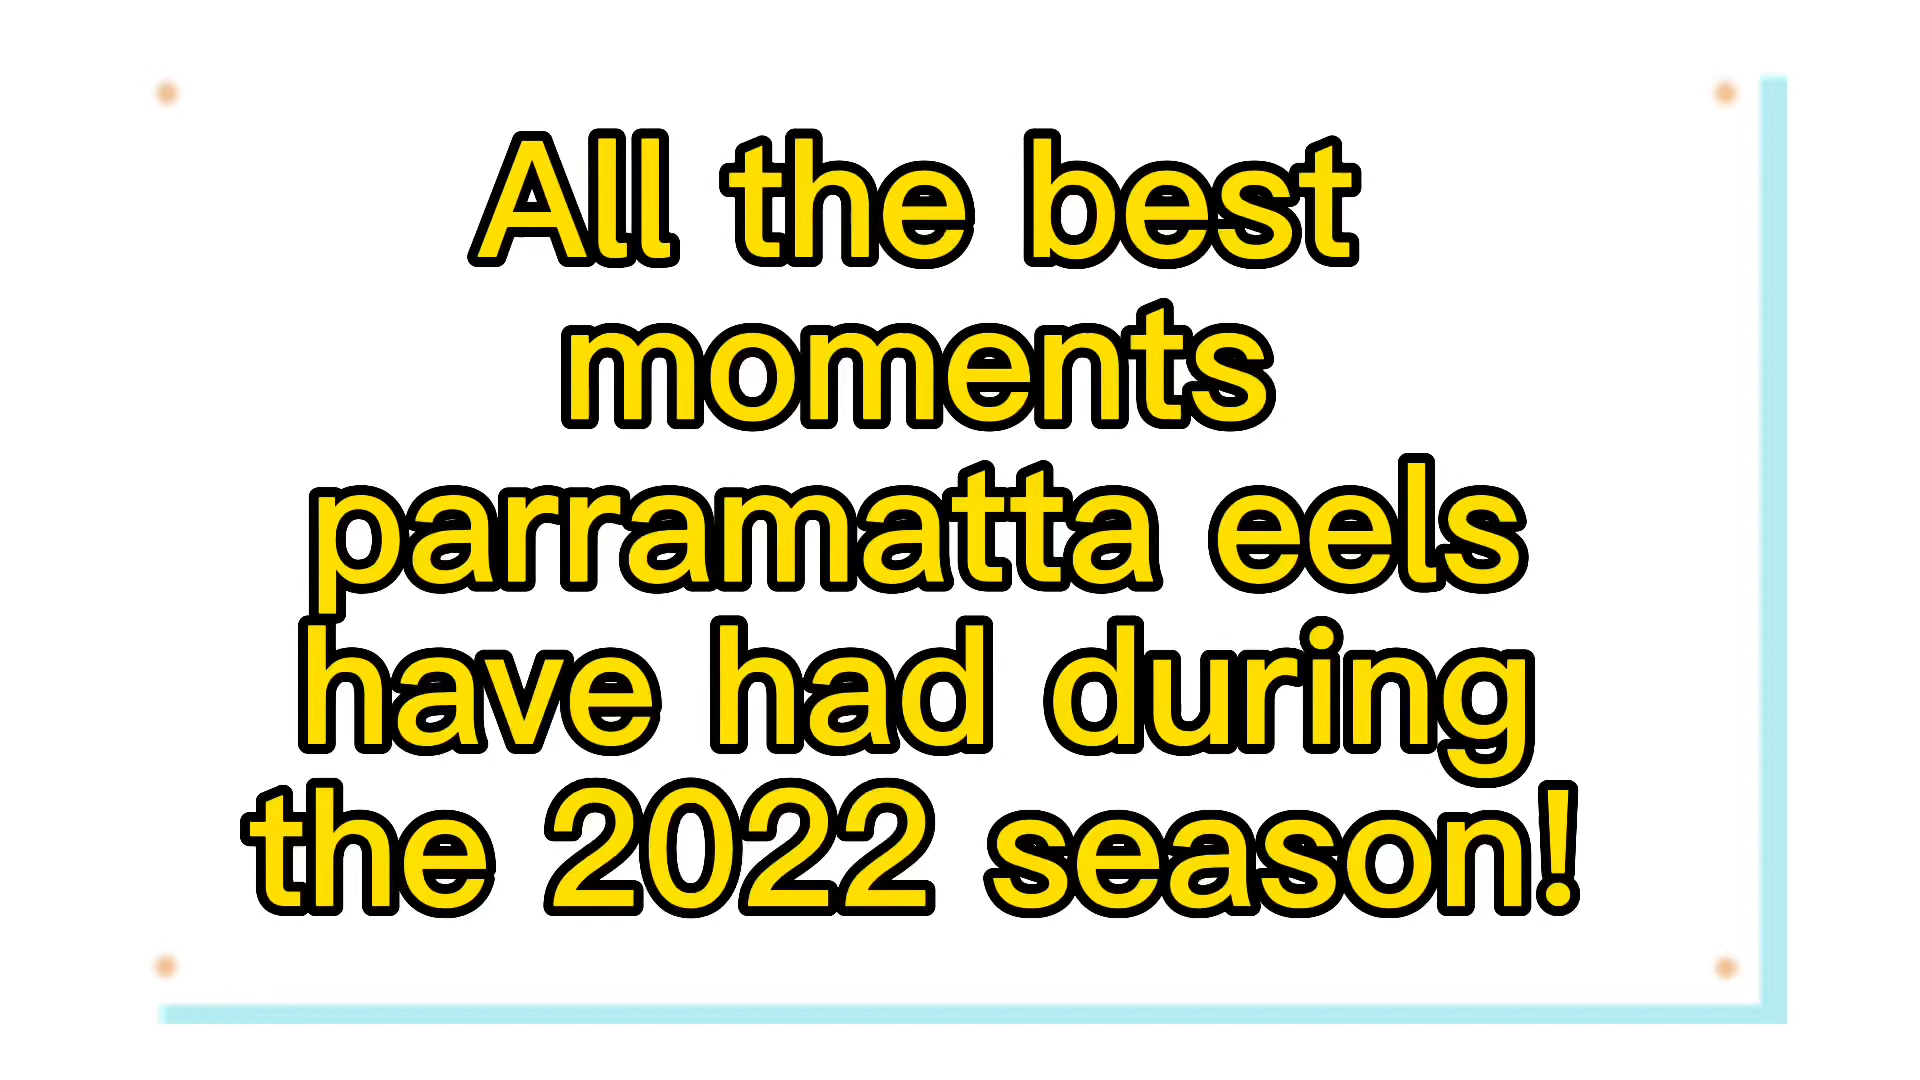 All the best
moments
parramatta eels
have had during
the 2022 season!